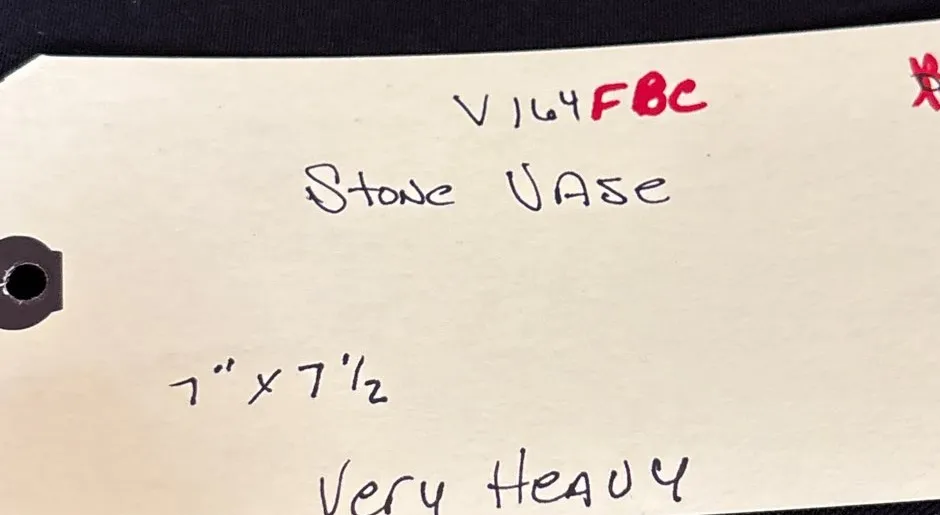 V164FBC
Stone Vase
7" x 7 1/2
Very Heavy